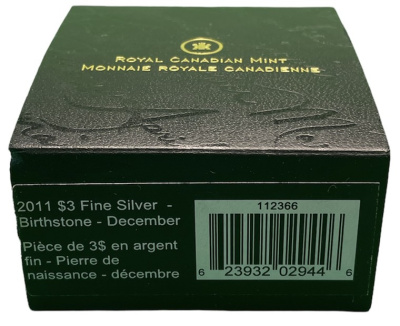 ROYAL CANADIAN MINT
MONNAIE ROYALE CANADIENNE
2011 $3 Fine Silver -
Birthstone - December
Pièce de 3$ en argent
fin - Pierre de
naissance - décembre
112366
6 23932 02944 6